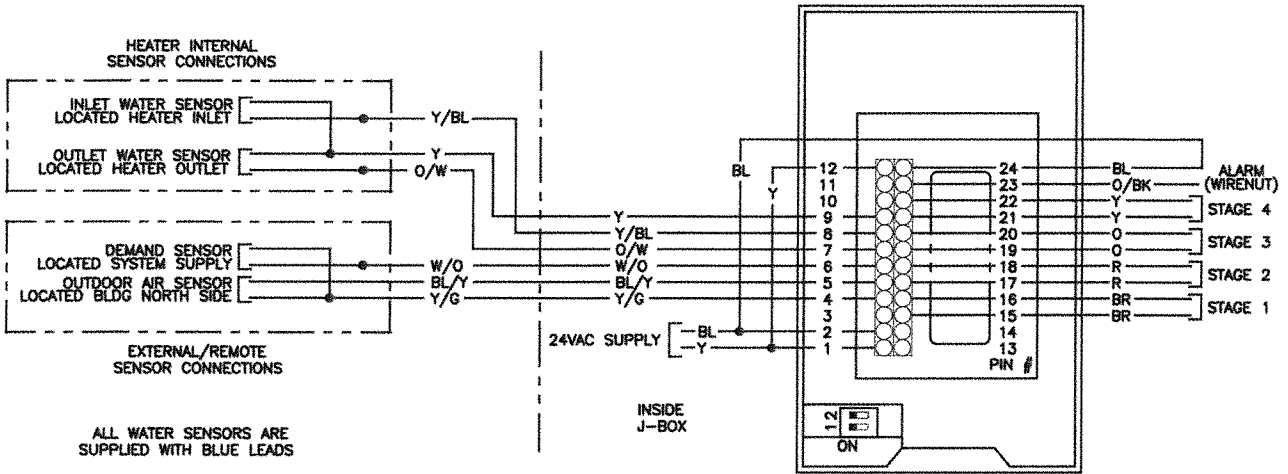 HEATER INTERNAL
SENSOR CONNECTIONS
INLET WATER SENSOR
LOCATED HEATER INLET
Y/BL
OUTLET WATER SENSOR
LOCATED HEATER OUTLET
Y
O/W
DEMAND SENSOR
LOCATED SYSTEM SUPPLY
W/O
OUTDOOR AIR SENSOR
LOCATED BLDG NORTH SIDE
BL/Y
Y/G
EXTERNAL/REMOTE
SENSOR CONNECTIONS
ALL WATER SENSORS ARE
SUPPLIED WITH BLUE LEADS
BL
Y
Y
Y/BL
O/W
W/O
BL/Y
Y/G
24VAC SUPPLY
BL
Y
INSIDE
J-BOX
12
11
10
9
8
7
6
5
4
3
2
1
24
23
22
21
20
19
18
17
16
15
14
13
PIN #
BL
O/BK
Y
Y
O
O
R
R
BR
BR
ALARM
(WIRENUT)
STAGE 4
STAGE 3
STAGE 2
STAGE 1
1 2
ON